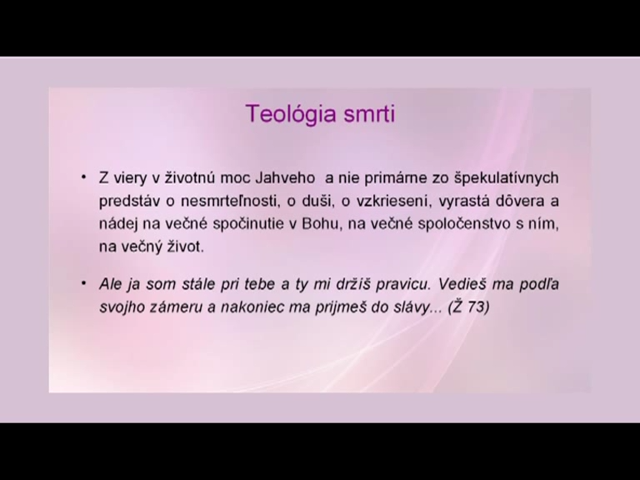 Teológia smrti
• Z viery v životnú moc Jahveho a nie primárne zo špekulatívnych
predstáv o nesmrteľnosti, o duši, o vzkriesení, vyrastá dôvera a
nádej na večné spočinutie v Bohu, na večné spoločenstvo s ním,
na večný život.
• Ale ja som stále pri tebe a ty mi držíš pravicu. Vedieš ma podľa
svojho zámeru a nakoniec ma prijmeš do slávy... (Ž 73)